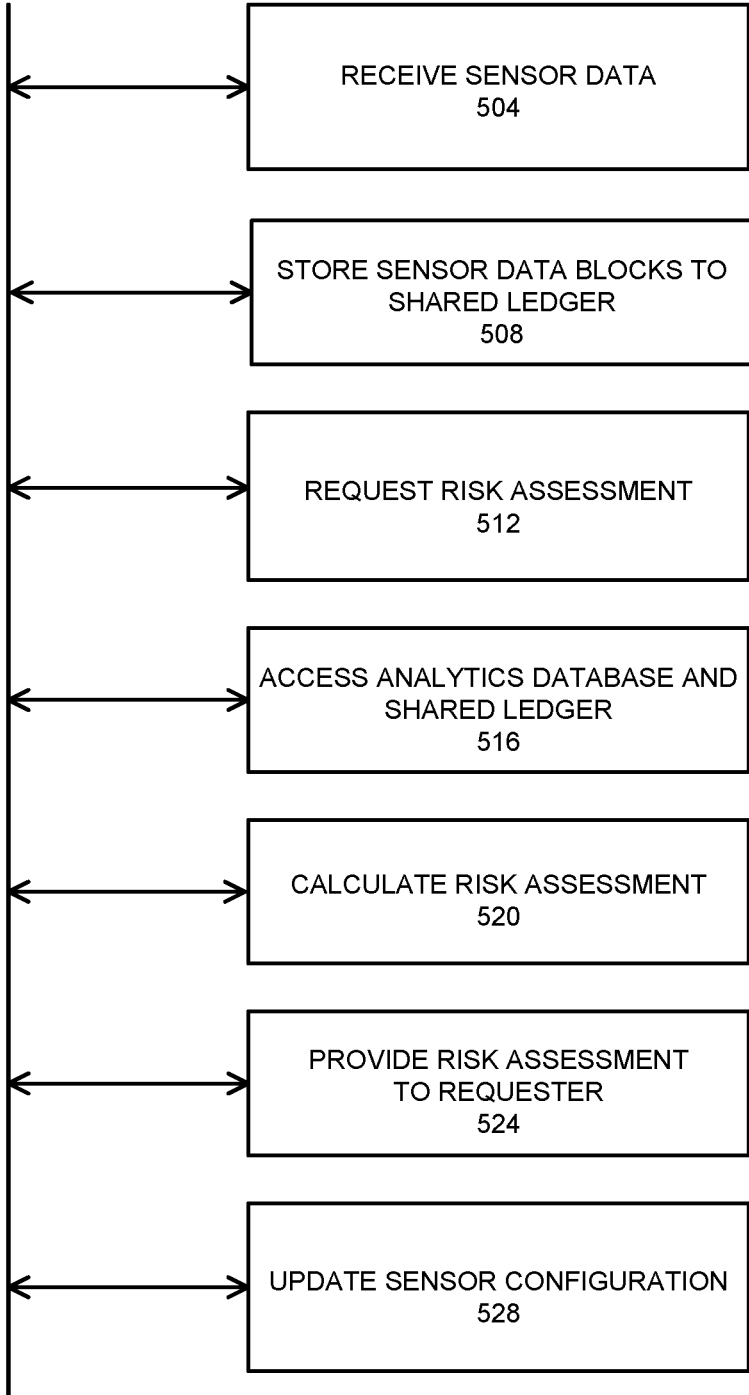 RECEIVE SENSOR DATA
504
STORE SENSOR DATA BLOCKS TO
SHARED LEDGER
508
REQUEST RISK ASSESSMENT
512
ACCESS ANALYTICS DATABASE AND
SHARED LEDGER
516
CALCULATE RISK ASSESSMENT
520
PROVIDE RISK ASSESSMENT
TO REQUESTER
524
UPDATE SENSOR CONFIGURATION
528